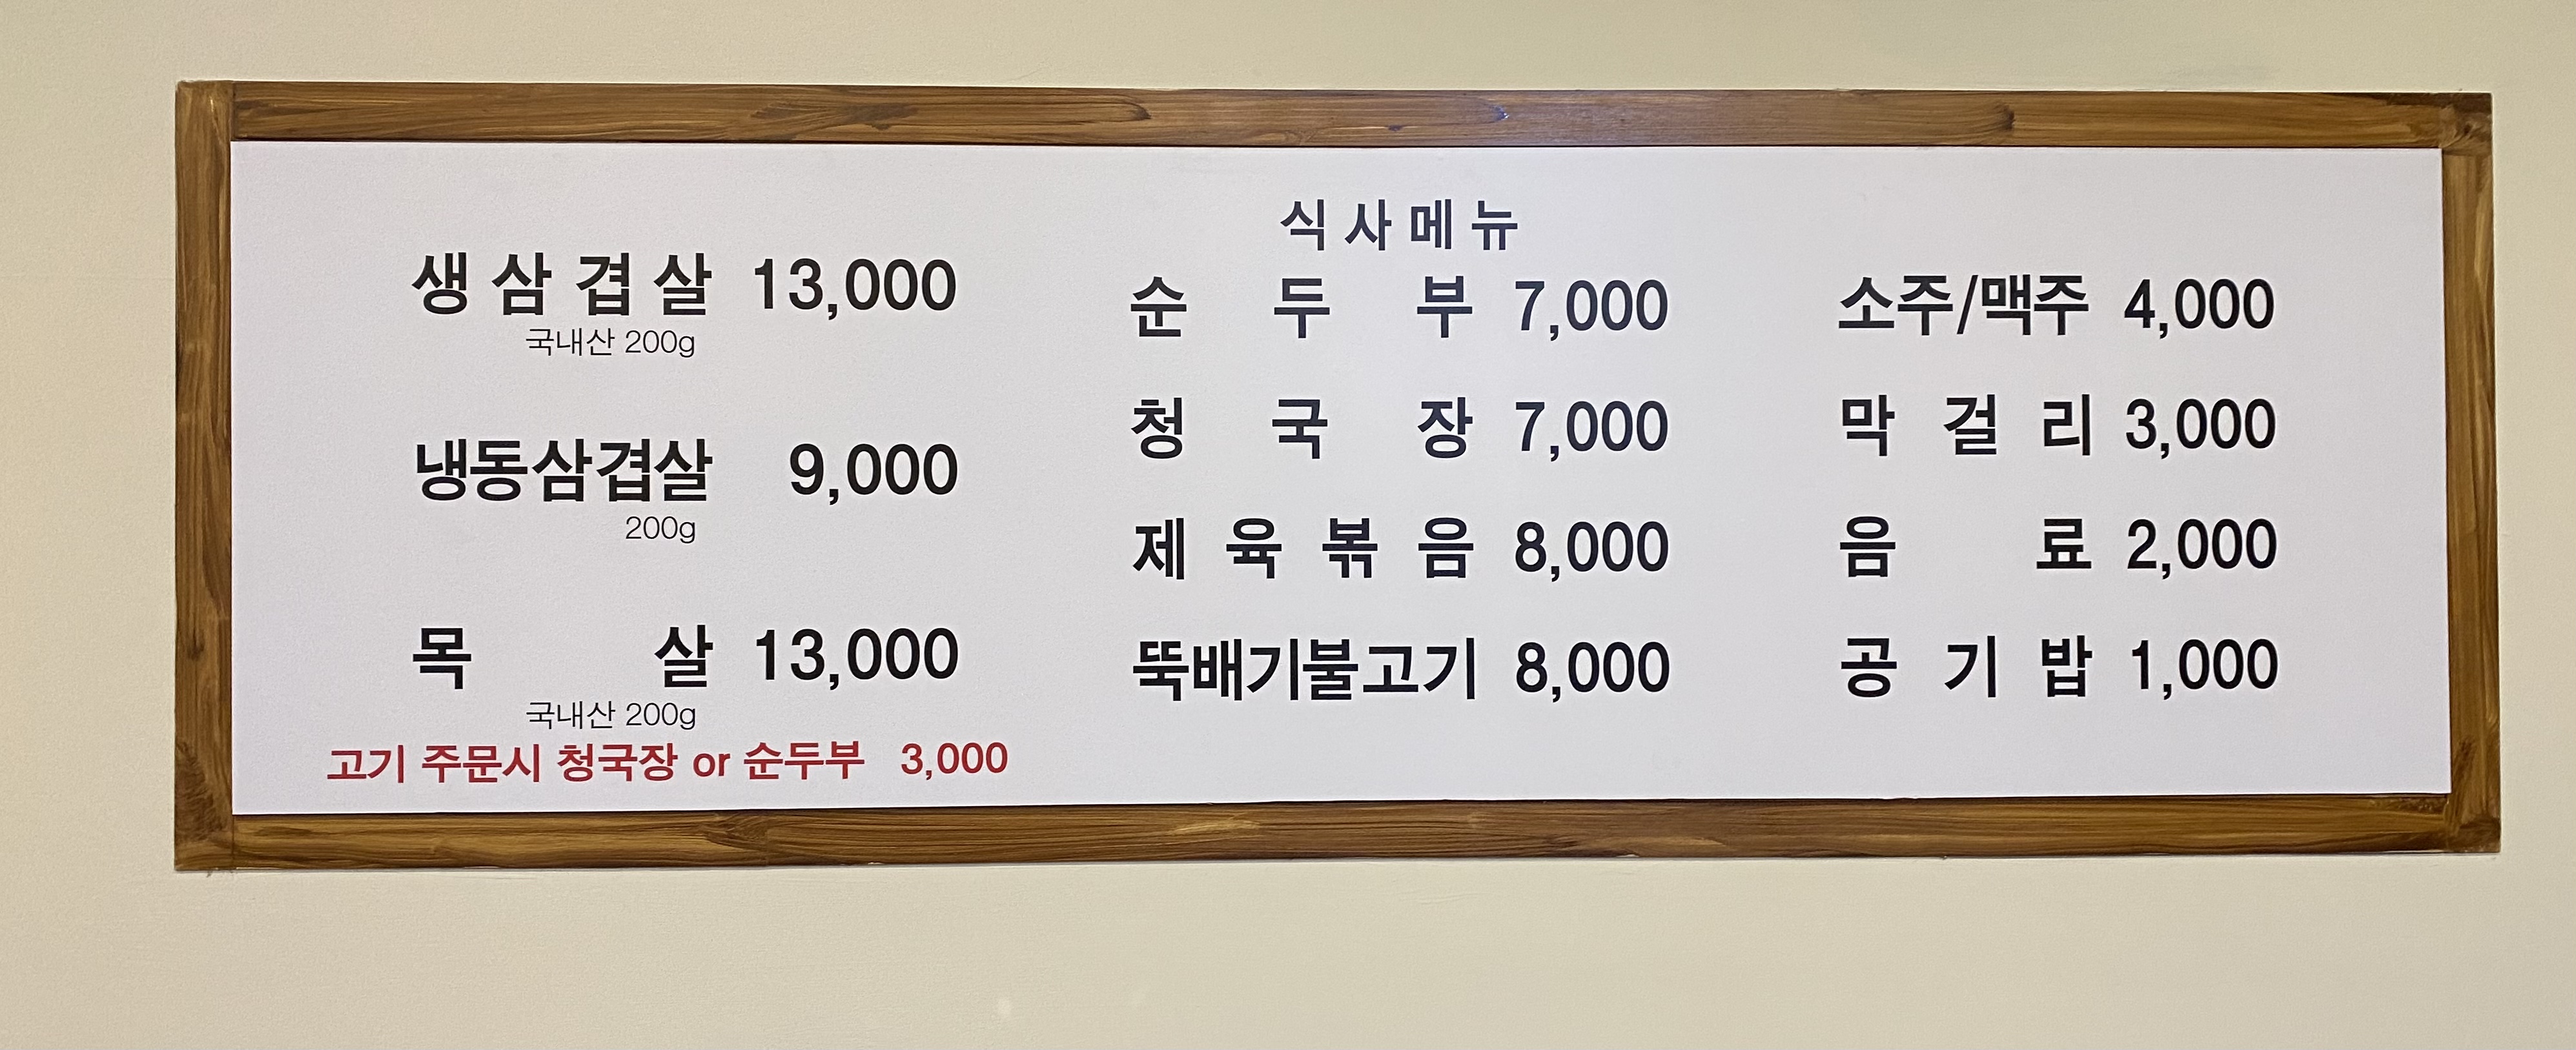 생삼겹살 13,000
국내산 200g
냉동삼겹살 9,000
200g
목살 13,000
국내산 200g
고기 주문시 청국장 or 순두부 3,000
식사메뉴
순두부 7,000
청국장 7,000
제육볶음 8,000
뚝배기불고기 8,000
소주/맥주 4,000
막걸리 3,000
음료 2,000
공기밥 1,000